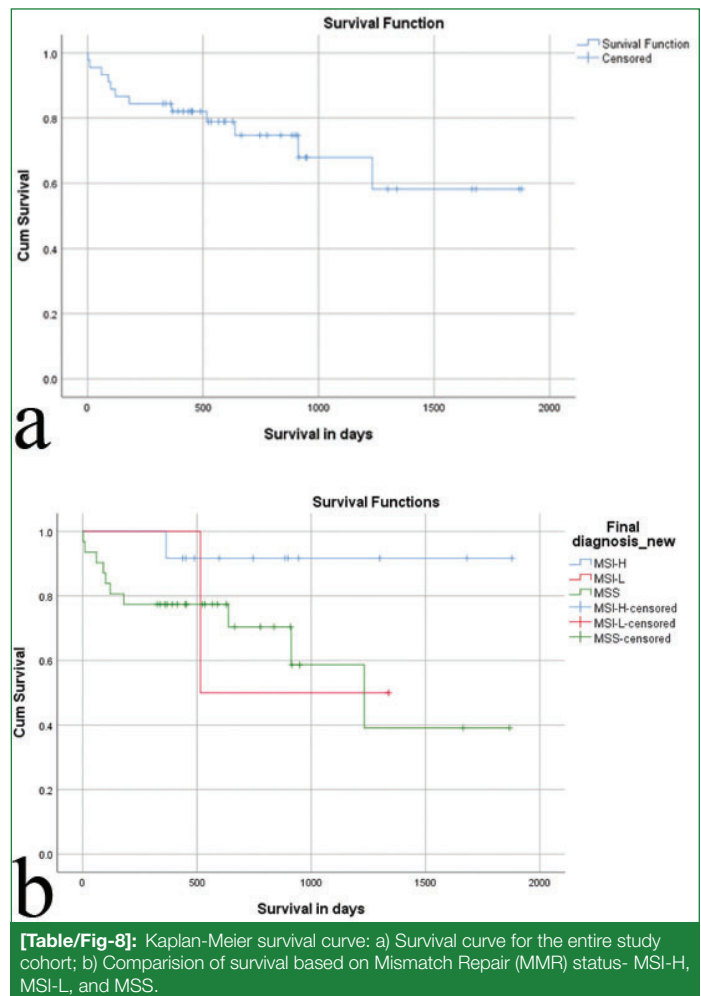 Survival Function
Survival Function
Censored
1.0
0.8
0.6
0.4
0.2
0.0
Cum Survival
0
500
1000
1500
2000
Survival in days
a
Survival Functions
Final
diagnosis_new
MSI-H
MSI-L
MSS
MSI-H-censored
MSI-L-censored
MSS-censored
1.0
0.8
0.6
0.4
0.2
0.0
Cum Survival
0
500
1000
1500
2000
Survival in days
b
[Table/Fig-8]: Kaplan-Meier survival curve: a) Survival curve for the entire study
cohort; b) Comparision of survival based on Mismatch Repair (MMR) status- MSI-H,
MSI-L, and MSS.